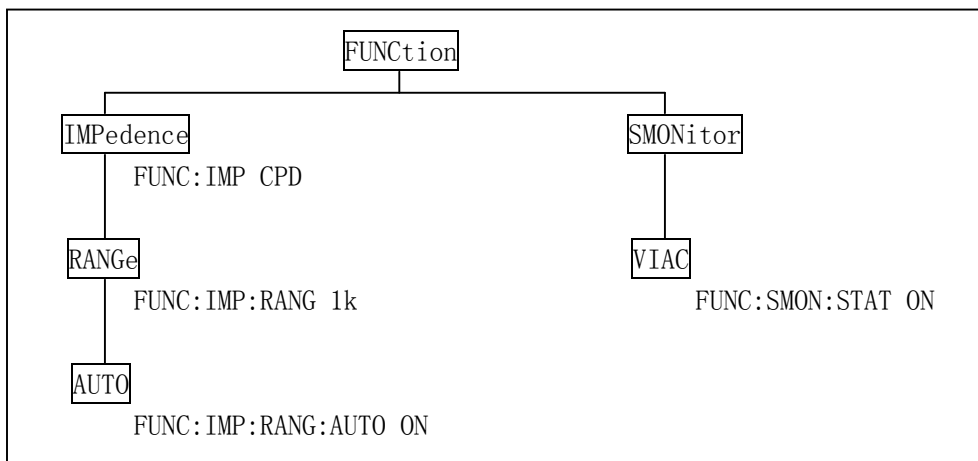 FUNCtion
IMPedence
SMONitor
FUNC:IMP CPD
RANGe
VIAC
FUNC:IMP:RANG 1k
FUNC:SMON:STAT ON
AUTO
FUNC:IMP:RANG:AUTO ON